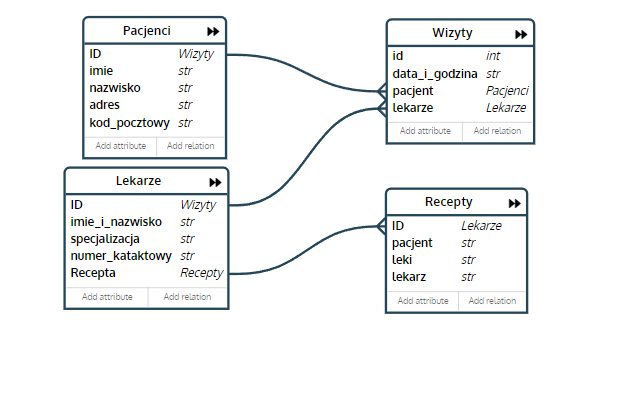 Pacjenci
ID Wizyty
imie str
nazwisko str
adres str
kod_pocztowy str
Add attribute Add relation
Wizyty
id int
data_i_godzina str
pacjent Pacjenci
lekarze Lekarze
Add attribute Add relation
Lekarze
ID Wizyty
imie_i_nazwisko str
specjalizacja str
numer_kataktowy str
Recepta Recepty
Add attribute Add relation
Recepty
ID Lekarze
pacjent str
leki str
lekarz str
Add attribute Add relation